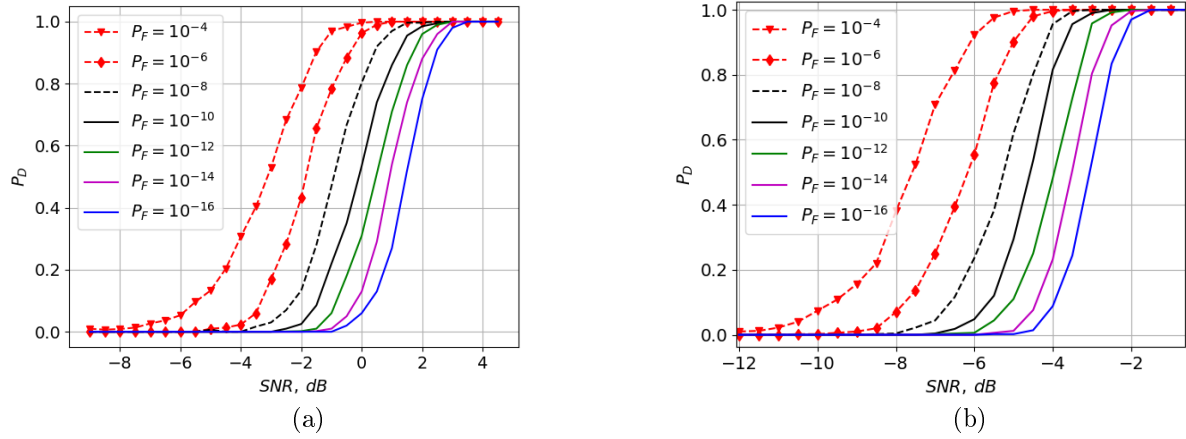 1.0
0.8
0.6
0.4
0.2
0.0
P_D
P_F = 10^{-4}
P_F = 10^{-6}
P_F = 10^{-8}
P_F = 10^{-10}
P_F = 10^{-12}
P_F = 10^{-14}
P_F = 10^{-16}
−8 −6 −4 −2 0 2 4
SNR, dB
(a)
1.0
0.8
0.6
0.4
0.2
0.0
P_D
P_F = 10^{-4}
P_F = 10^{-6}
P_F = 10^{-8}
P_F = 10^{-10}
P_F = 10^{-12}
P_F = 10^{-14}
P_F = 10^{-16}
−12 −10 −8 −6 −4 −2
SNR, dB
(b)